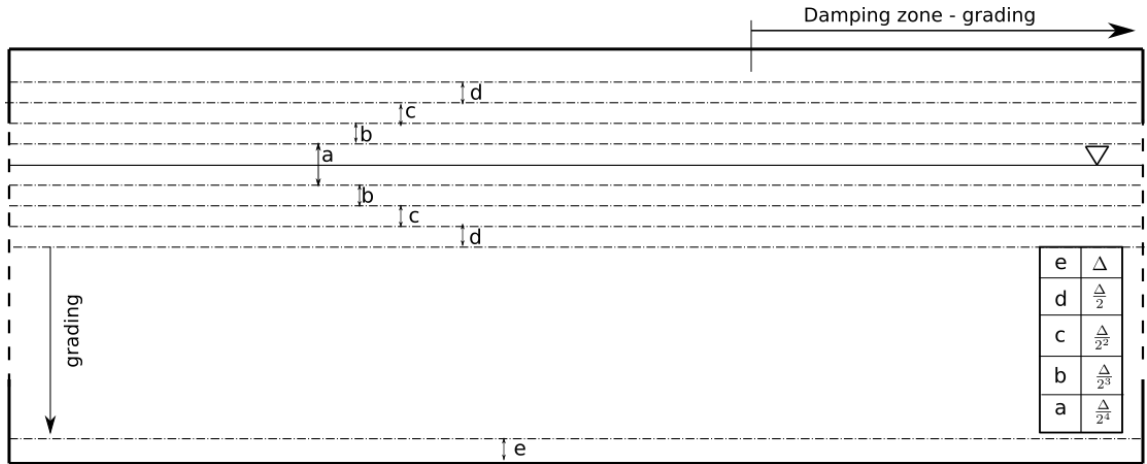 Damping zone - grading
d
c
b
a
b
c
d
grading
e Δ
d Δ/2
c Δ/2²
b Δ/2³
a Δ/2⁴
e